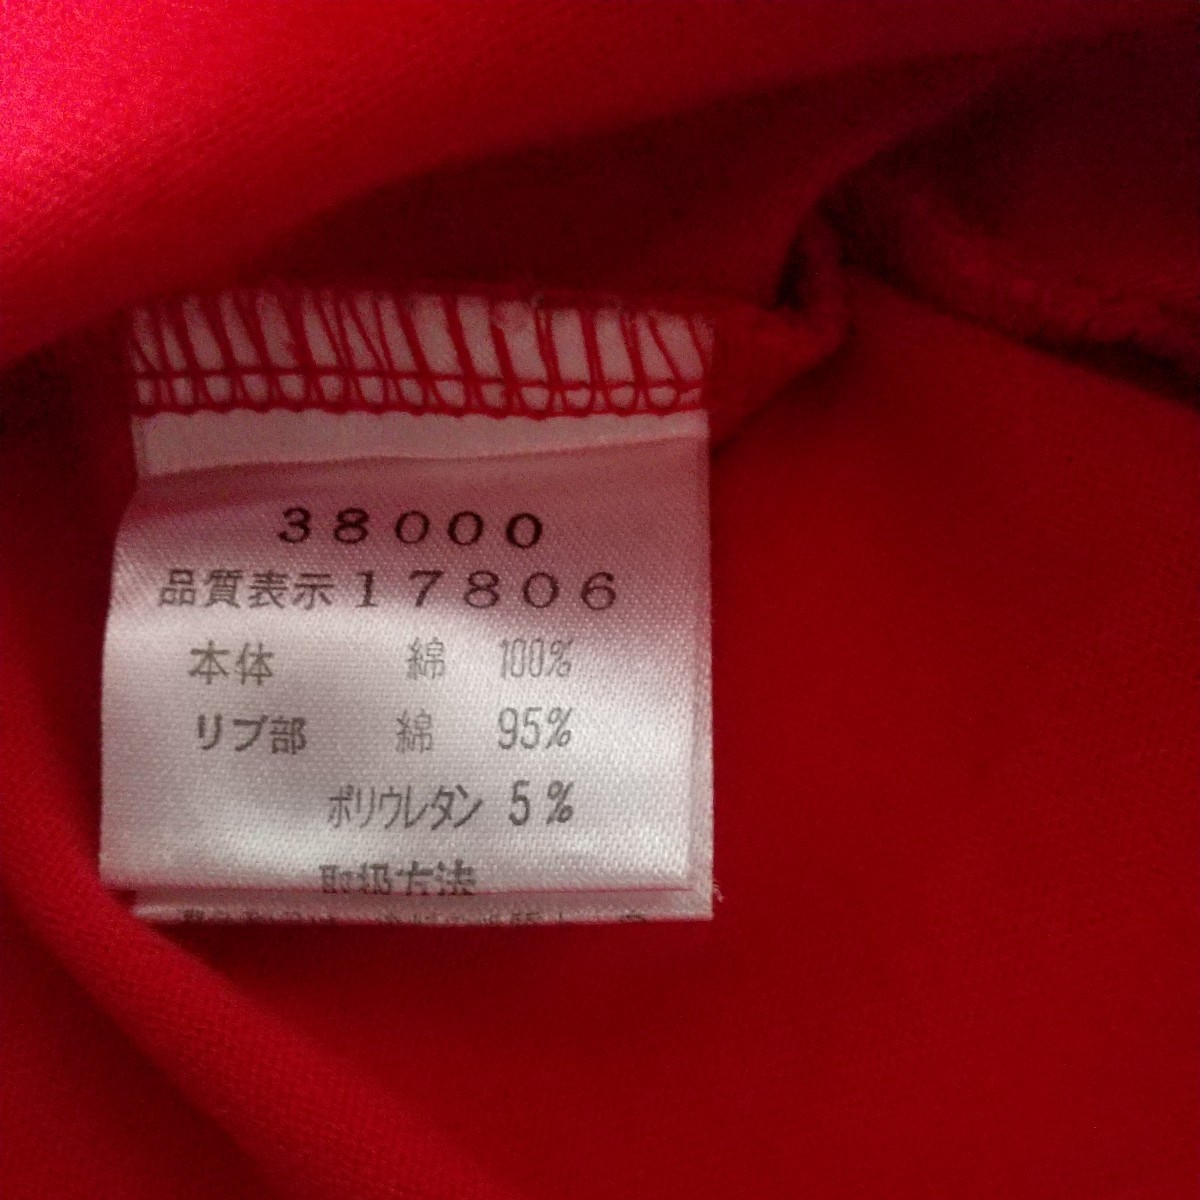 38000
品質表示17806
本体 綿 100%
リブ部 綿 95%
ポリウレタン 5%
取扱方法